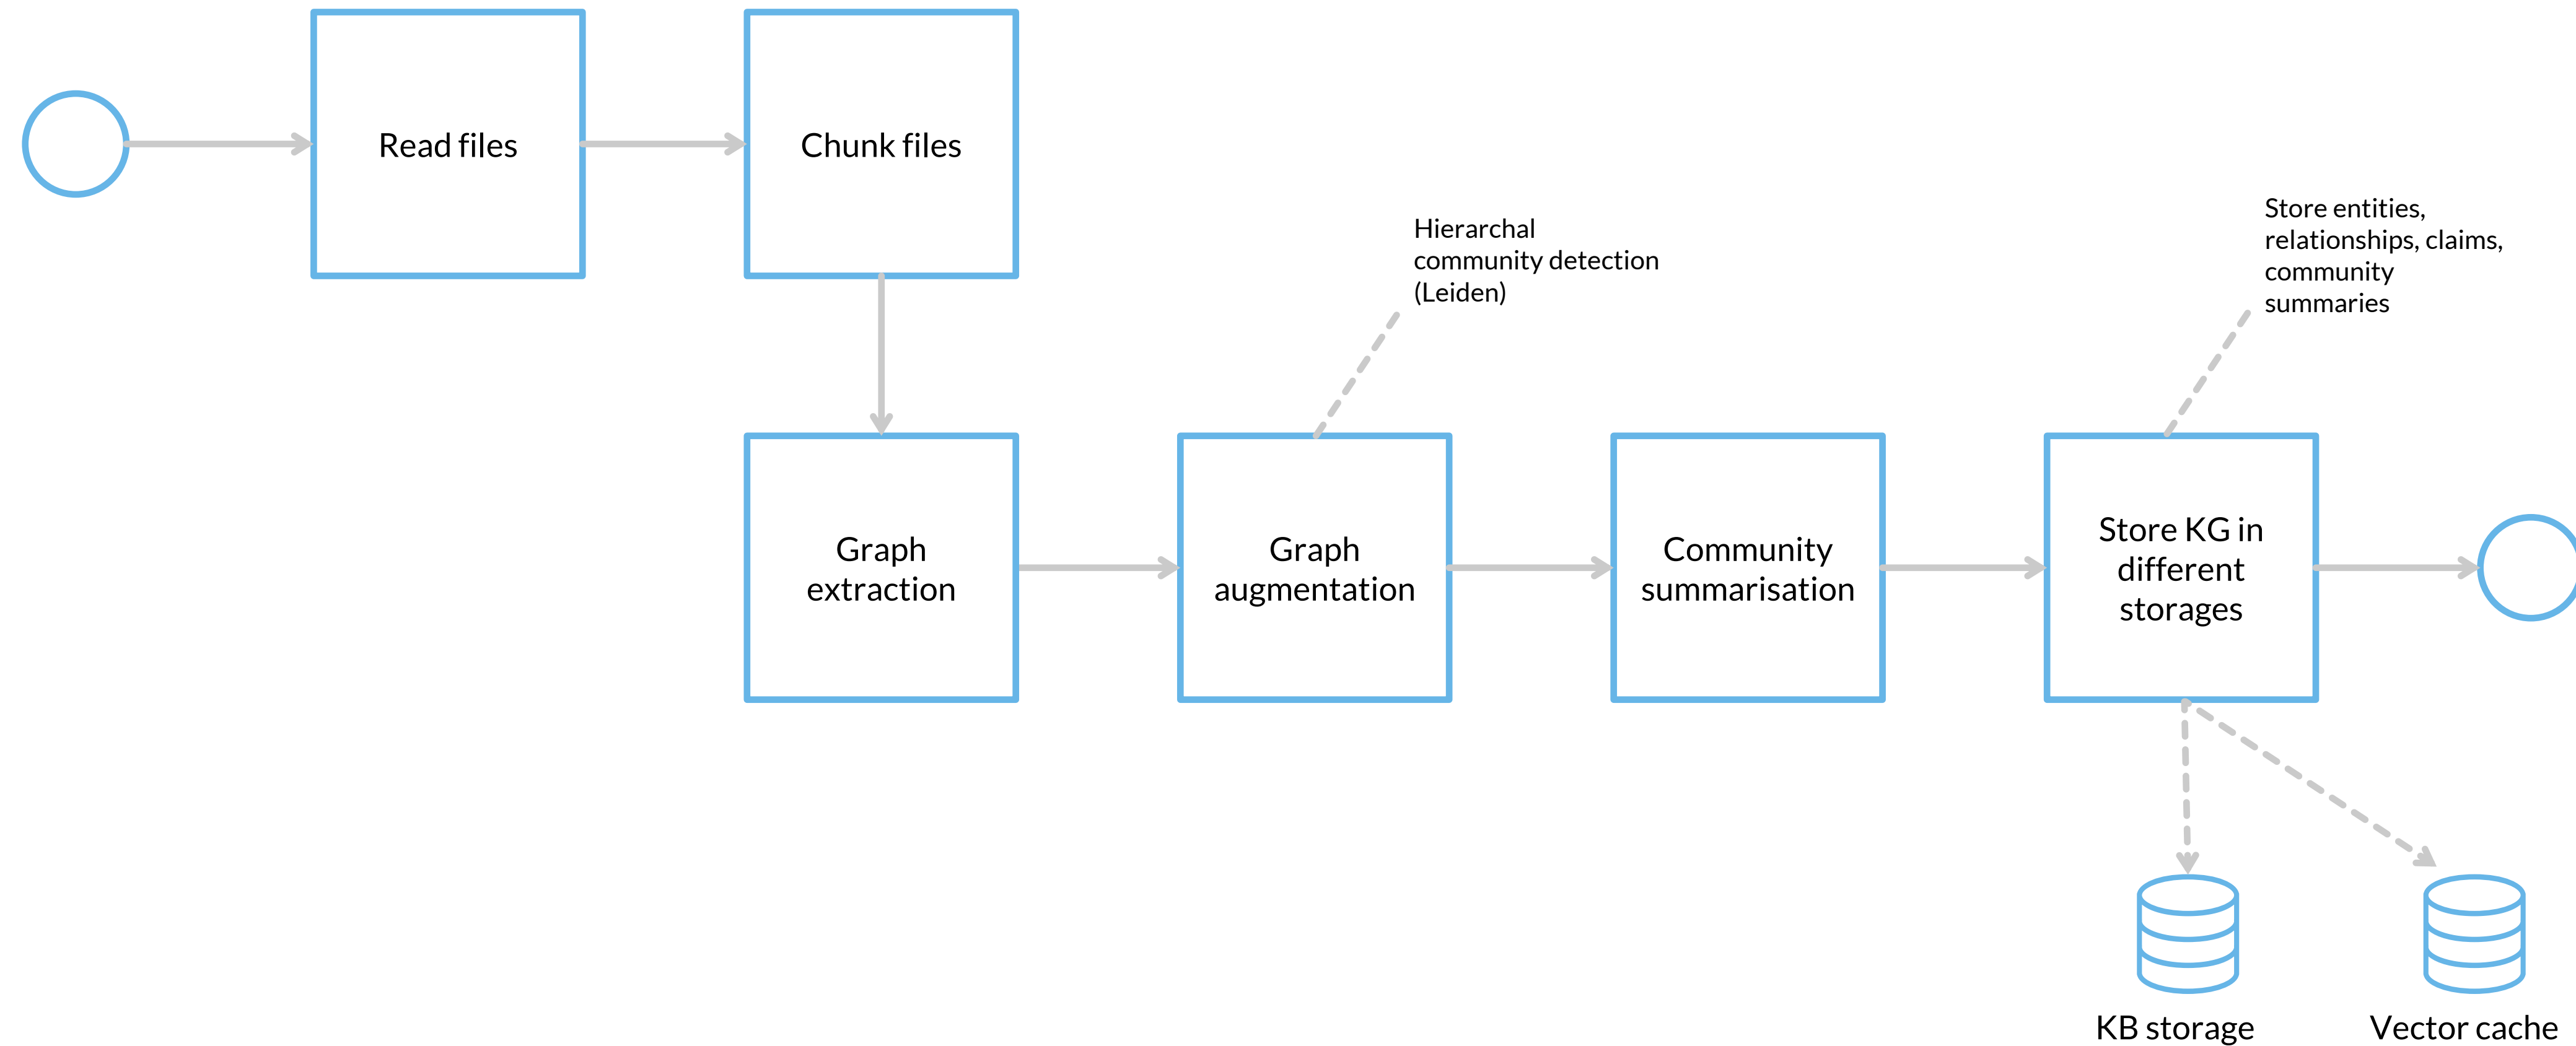 Read files
Chunk files
Hierarchal
community detection
(Leiden)
Store entities,
relationships, claims,
community
summaries
Graph
extraction
Graph
augmentation
Community
summarisation
Store KG in
different
storages
KB storage
Vector cache